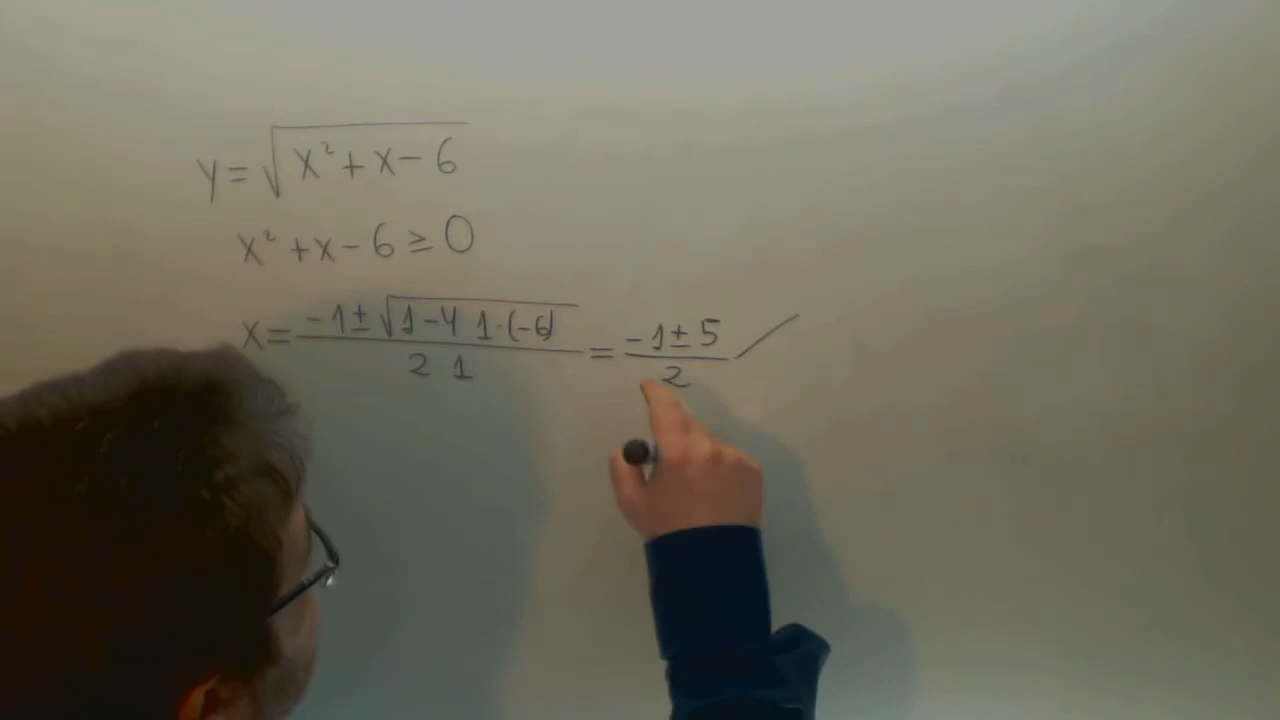 y = √x² + x - 6
x² + x - 6 ≥ 0
x = -1 ± √1 - 4 1 · (-6) / 2 1 = -1 ± 5 / 2